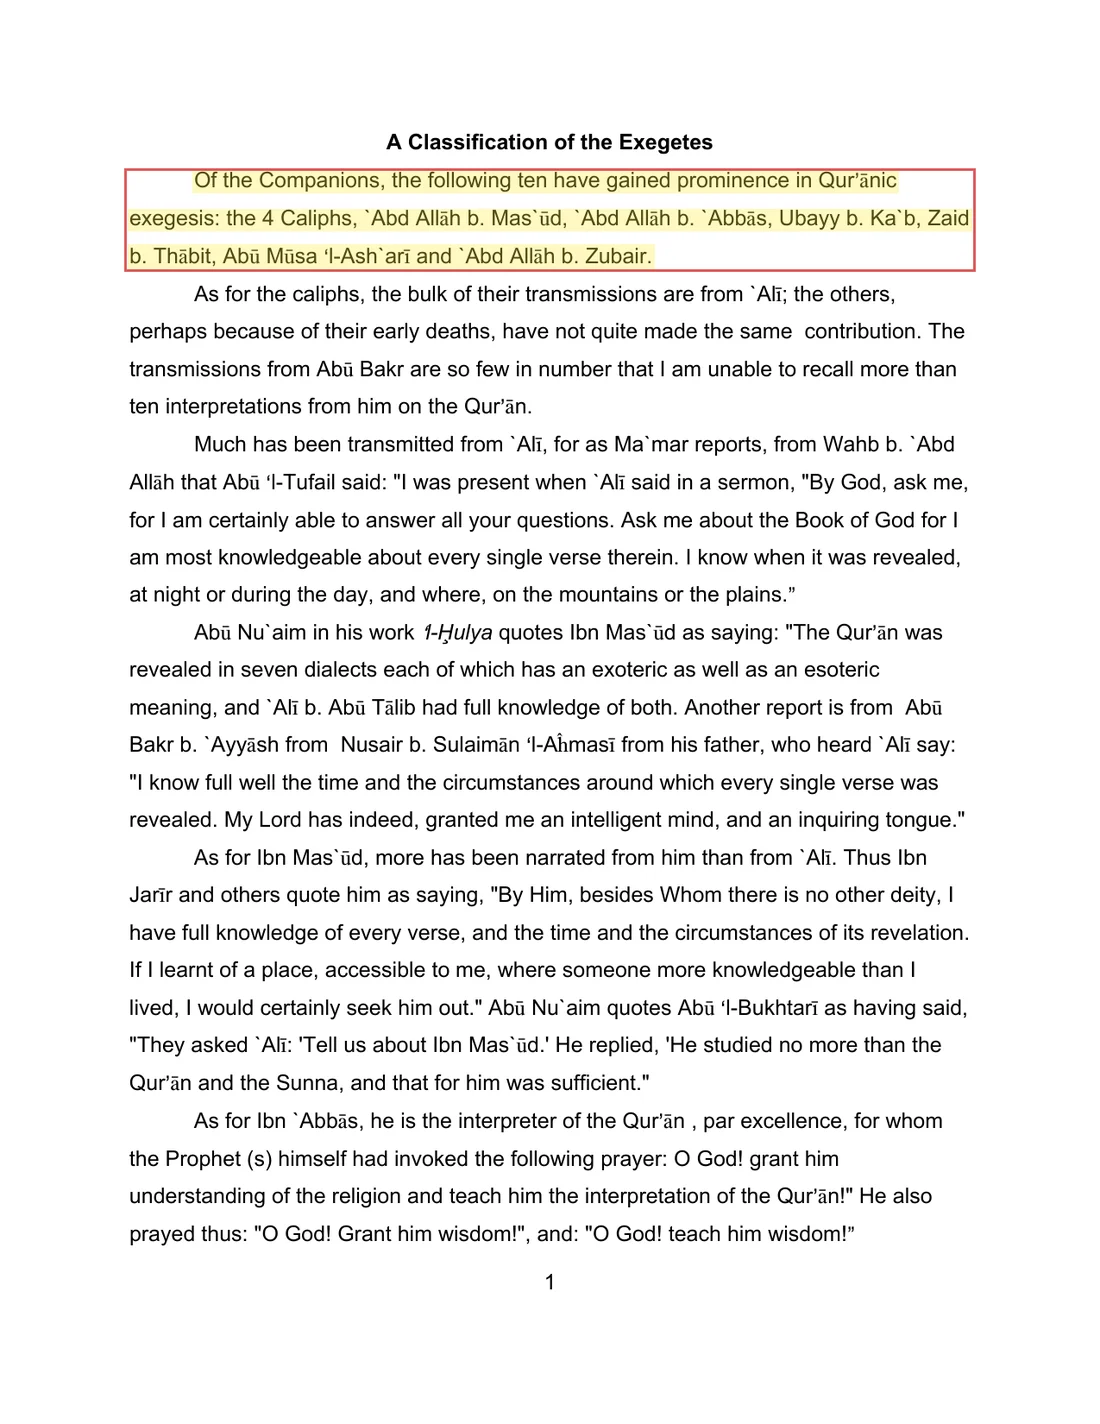 A Classification of the Exegetes
Of the Companions, the following ten have gained prominence in Qur’ānic
exegesis: the 4 Caliphs, `Abd Allāh b. Mas`ūd, `Abd Allāh b. `Abbās, Ubayy b. Ka`b, Zaid
b. Thābit, Abū Mūsa ‘l-Ash`arī and `Abd Allāh b. Zubair.
As for the caliphs, the bulk of their transmissions are from `Alī; the others,
perhaps because of their early deaths, have not quite made the same  contribution. The
transmissions from Abū Bakr are so few in number that I am unable to recall more than
ten interpretations from him on the Qur’ān.
Much has been transmitted from `Alī, for as Ma`mar reports, from Wahb b. `Abd
Allāh that Abū ‘l-Tufail said: "I was present when `Alī said in a sermon, "By God, ask me,
for I am certainly able to answer all your questions. Ask me about the Book of God for I
am most knowledgeable about every single verse therein. I know when it was revealed,
at night or during the day, and where, on the mountains or the plains.”
Abū Nu`aim in his work ‘l-Ḥulya quotes Ibn Mas`ūd as saying: "The Qur’ān was
revealed in seven dialects each of which has an exoteric as well as an esoteric
meaning, and `Alī b. Abū Tālib had full knowledge of both. Another report is from  Abū
Bakr b. `Ayyāsh from  Nusair b. Sulaimān ‘l-Aĥmasī from his father, who heard `Alī say:
"I know full well the time and the circumstances around which every single verse was
revealed. My Lord has indeed, granted me an intelligent mind, and an inquiring tongue."
As for Ibn Mas`ūd, more has been narrated from him than from `Alī. Thus Ibn
Jarīr and others quote him as saying, "By Him, besides Whom there is no other deity, I
have full knowledge of every verse, and the time and the circumstances of its revelation.
If I learnt of a place, accessible to me, where someone more knowledgeable than I
lived, I would certainly seek him out." Abū Nu`aim quotes Abū ‘l-Bukhtarī as having said,
"They asked `Alī: 'Tell us about Ibn Mas`ūd.' He replied, 'He studied no more than the
Qur’ān and the Sunna, and that for him was sufficient."
As for Ibn `Abbās, he is the interpreter of the Qur’ān , par excellence, for whom
the Prophet (s) himself had invoked the following prayer: O God! grant him
understanding of the religion and teach him the interpretation of the Qur’ān!" He also
prayed thus: "O God! Grant him wisdom!", and: "O God! teach him wisdom!”
1